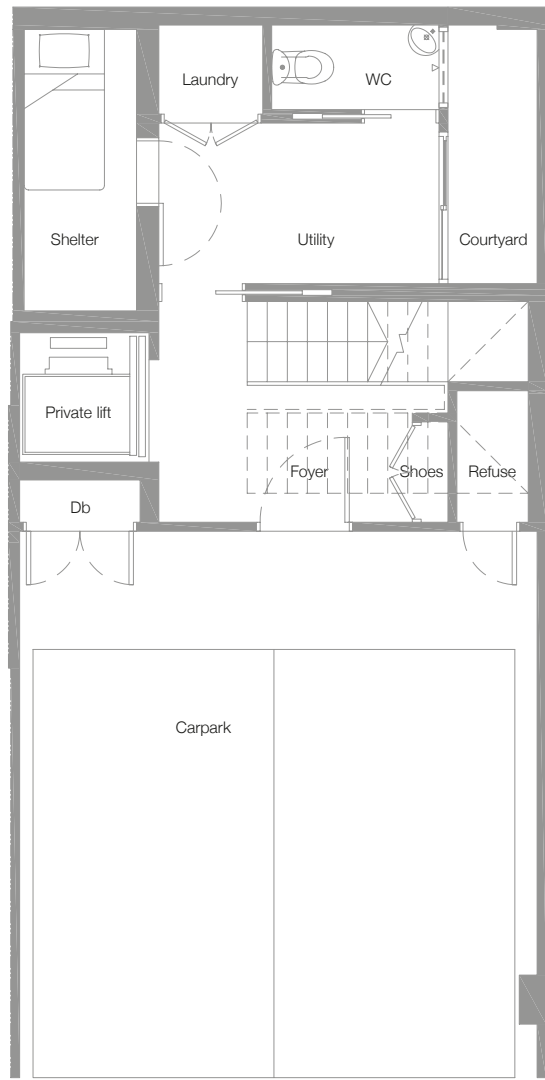 Laundry
WC
Shelter
Utility
Courtyard
Private lift
Foyer
Shoes
Refuse
Db
Carpark